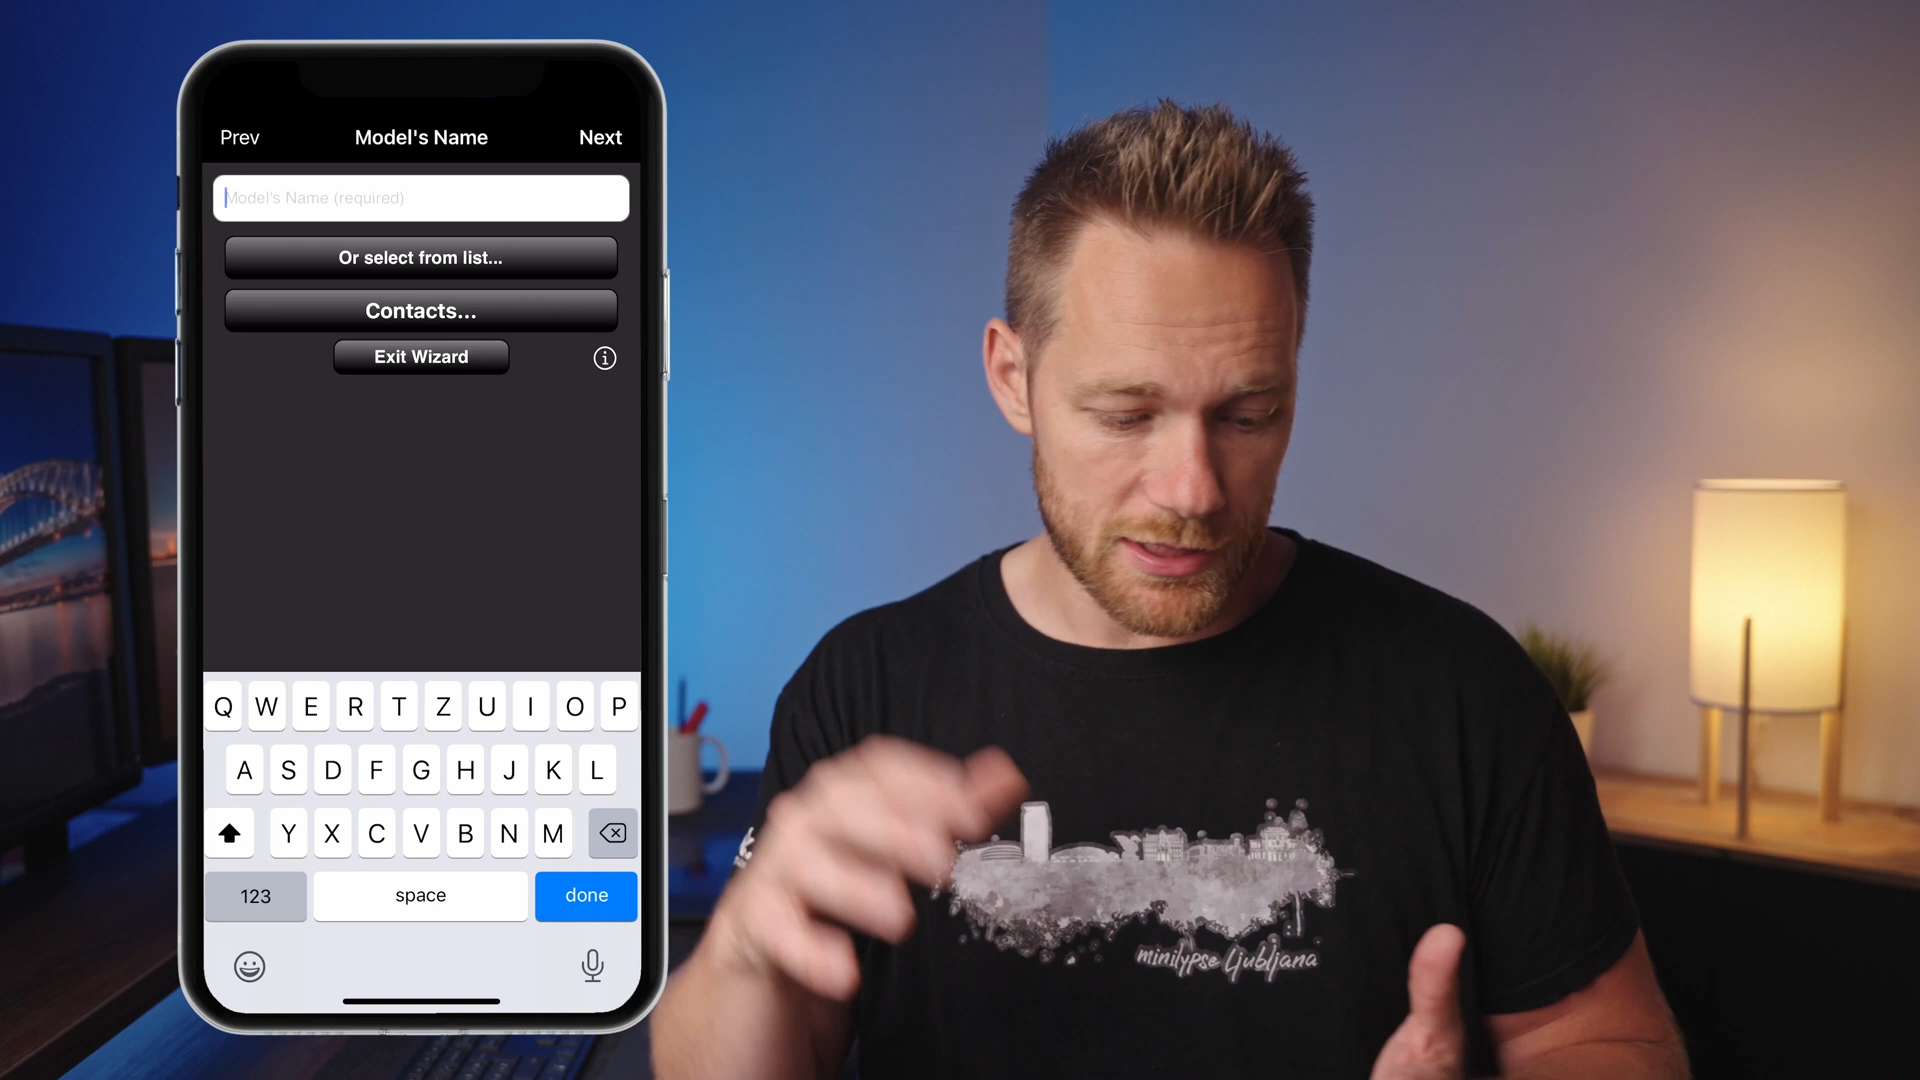 Prev Model's Name Next
Model's Name (required)
Or select from list...
Contacts...
Exit Wizard
Q W E R T Z U I O P
A S D F G H J K L
Y X C V B N M
123 space done
minilypse Ljubljana